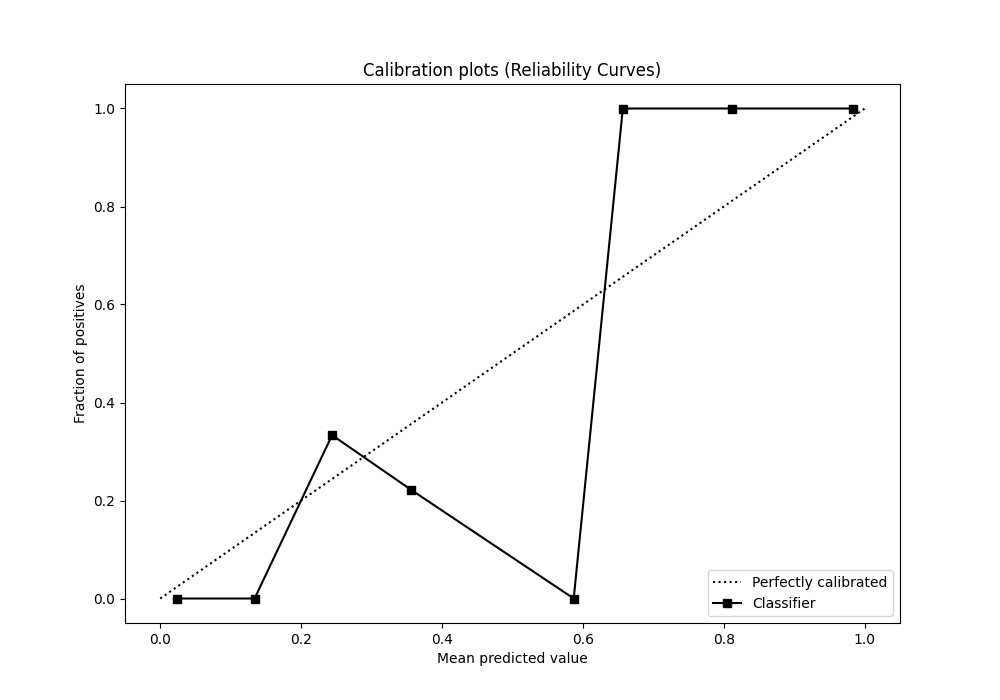 Calibration plots (Reliability Curves)
1.0
0.8
0.6
0.4
0.2
0.0
Fraction of positives
0.0 0.2 0.4 0.6 0.8 1.0
Mean predicted value
Perfectly calibrated
Classifier